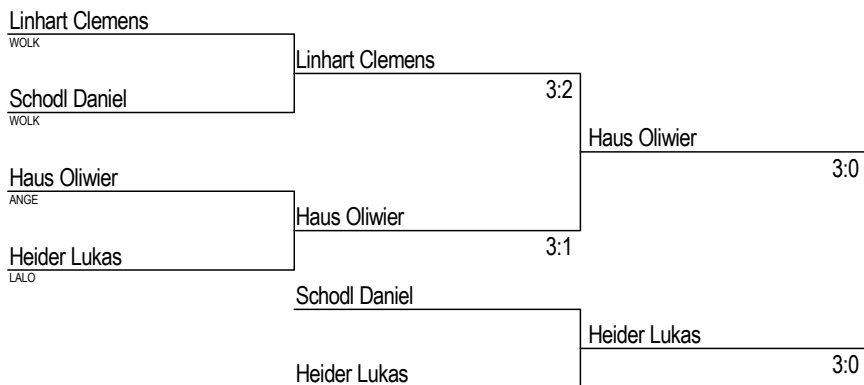 Linhart Clemens
WOLK
Linhart Clemens
3:2
Schodl Daniel
WOLK
Haus Oliwier
3:0
Haus Oliwier
ANGE
Haus Oliwier
3:1
Heider Lukas
LALO
Schodl Daniel
Heider Lukas
3:0
Heider Lukas